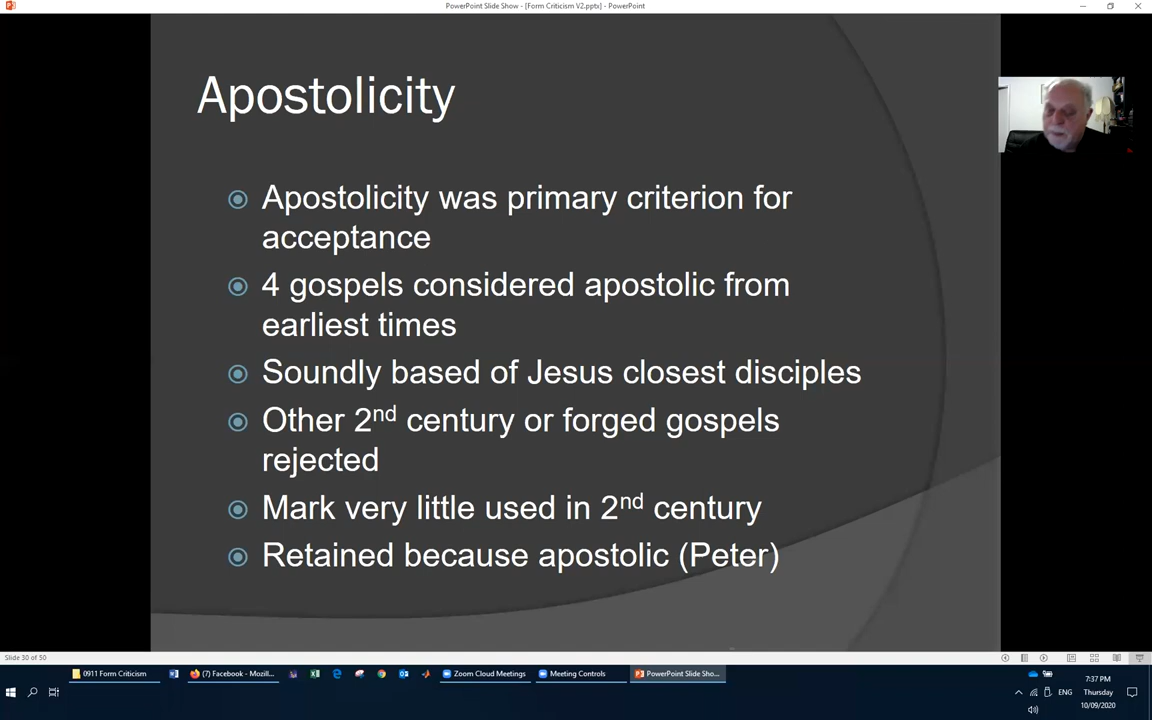 PowerPoint Slide Show - [Form Criticism V2.pptx] - PowerPoint
Apostolicity
Apostolicity was primary criterion for
acceptance
4 gospels considered apostolic from
earliest times
Soundly based of Jesus closest disciples
Other 2nd century or forged gospels
rejected
Mark very little used in 2nd century
Retained because apostolic (Peter)
Slide 30 of 50
0911 Form Criticism
(7) Facebook - Mozill...
Zoom Cloud Meetings
Meeting Controls
PowerPoint Slide Sho...
ENG
7:37 PM
Thursday
10/09/2020